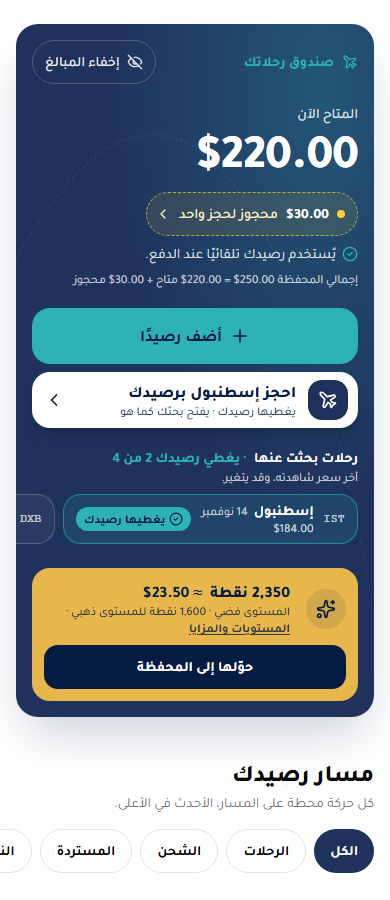 صندوق رحلاتك
إخفاء المبالغ
المتاح الآن
$220.00
$30.00 محجوز لحجز واحد
يُستخدم رصيدك تلقائيًا عند الدفع.
إجمالي المحفظة $250.00 = $220.00 متاح + $30.00 محجوز
أضف رصيدًا
احجز إسطنبول برصيدك
يغطيها رصيدك · يفتح بحثك كما هو
رحلات بحثت عنها · يغطي رصيدك 2 من 4
آخر سعر شاهدته، وقد يتغير.
IST إسطنبول 14 نوفمبر
$184.00
يغطيها رصيدك
DXB
2,350 نقطة ≈ $23.50
المستوى فضي · 1,600 نقطة للمستوى ذهبي ·
المستويات والمزايا
حوّلها إلى المحفظة
مسار رصيدك
كل حركة محطة على المسار، الأحدث في الأعلى.
الكل
الرحلات
الشحن
المستردة